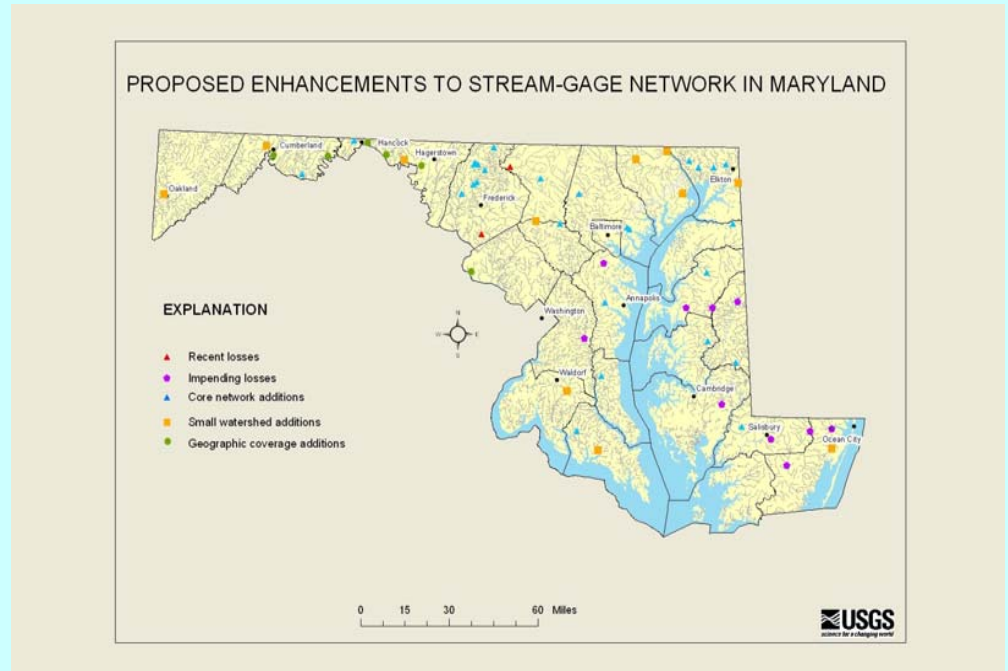 PROPOSED ENHANCEMENTS TO STREAM-GAGE NETWORK IN MARYLAND
Cumberland
Hancock
Hagerstown
Oakland
Frederick
Elkton
Baltimore
Annapolis
Washington
Waldorf
Cambridge
Salisbury
Ocean City
EXPLANATION
N
W
E
S
Recent losses
Impending losses
Core network additions
Small watershed additions
Geographic coverage additions
0 15 30 60 Miles
USGS
science for a changing world